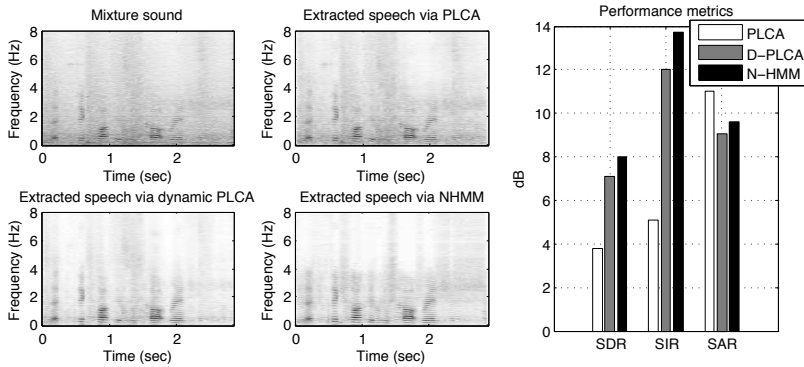 Mixture sound
8
6
4
2
0
Frequency (Hz)
0 1 2
Time (sec)
Extracted speech via PLCA
8
6
4
2
0
Frequency (Hz)
0 1 2
Time (sec)
Extracted speech via dynamic PLCA
8
6
4
2
0
Frequency (Hz)
0 1 2
Time (sec)
Extracted speech via NHMM
8
6
4
2
0
Frequency (Hz)
0 1 2
Time (sec)
Performance metrics
PLCA
D−PLCA
N−HMM
14
12
10
8
6
4
2
0
dB
SDR SIR SAR